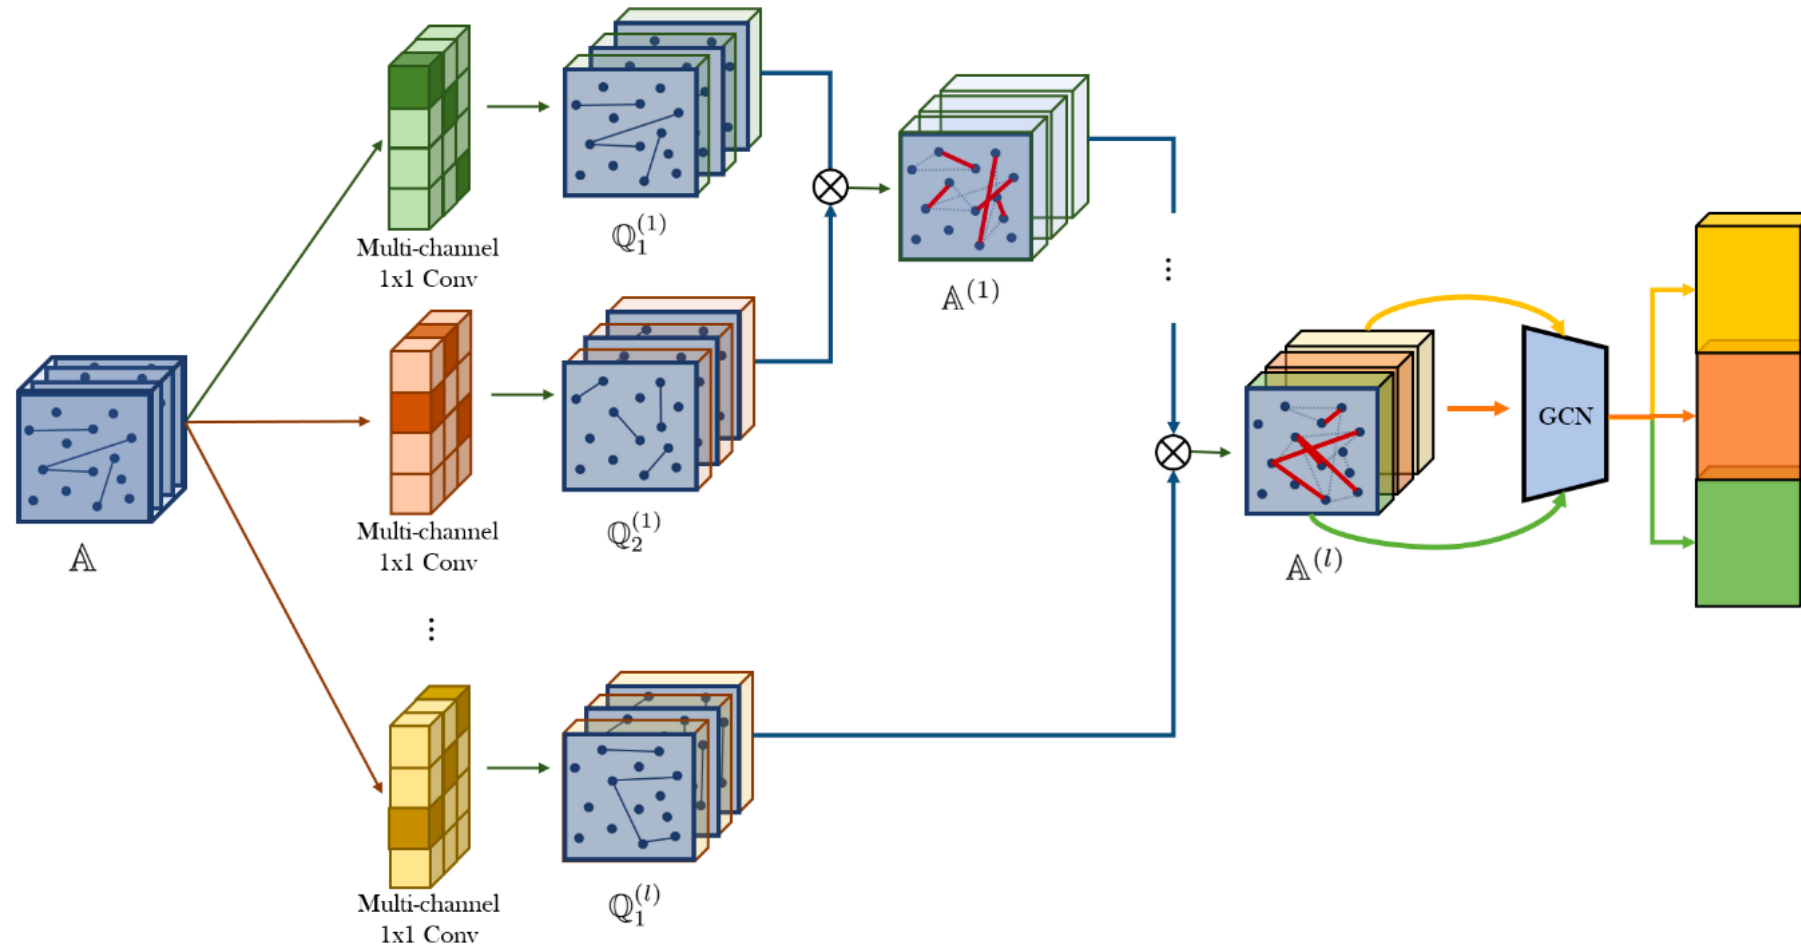 𝔸
Multi-channel
1x1 Conv
ℚ₁⁽¹⁾
Multi-channel
1x1 Conv
ℚ₂⁽¹⁾
⋮
Multi-channel
1x1 Conv
ℚ₁⁽ˡ⁾
𝔸⁽¹⁾
⋮
𝔸⁽ˡ⁾
GCN